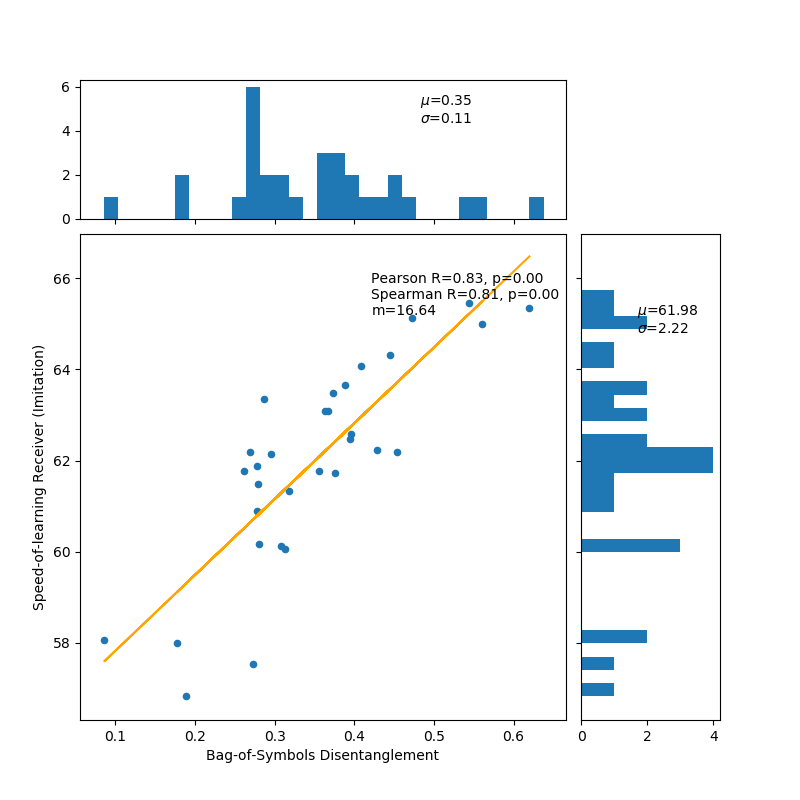 6
4
2
0
μ=0.35
σ=0.11
66
64
62
60
58
Pearson R=0.83, p=0.00
Spearman R=0.81, p=0.00
m=16.64
μ=61.98
σ=2.22
0.1 0.2 0.3 0.4 0.5 0.6
0 2 4
Bag-of-Symbols Disentanglement
Speed-of-learning Receiver (Imitation)